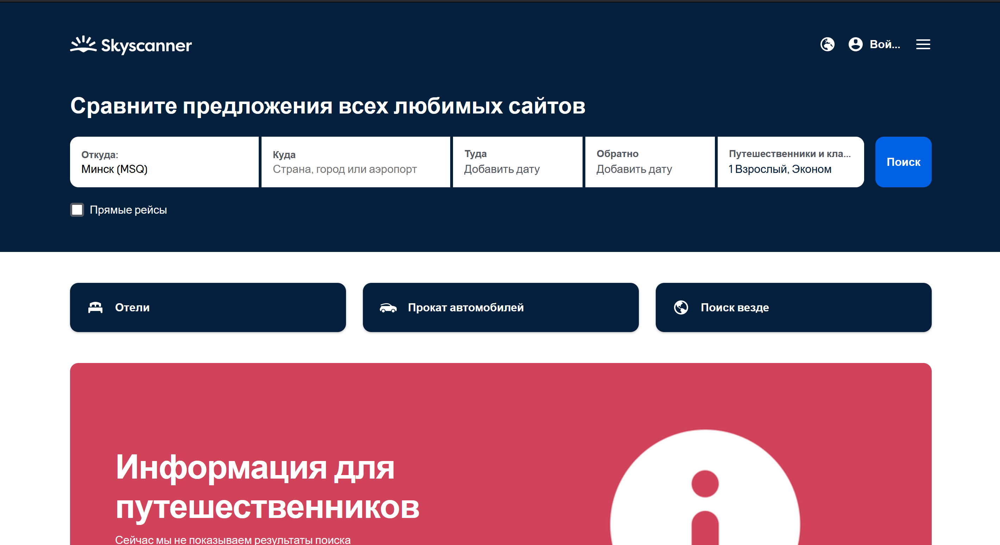 Skyscanner
Вой...
Сравните предложения всех любимых сайтов
Откуда:
Минск (MSQ)
Куда
Страна, город или аэропорт
Туда
Добавить дату
Обратно
Добавить дату
Путешественники и кла...
1 Взрослый, Эконом
Поиск
Прямые рейсы
Отели
Прокат автомобилей
Поиск везде
Информация для
путешественников
Сейчас мы не показываем результаты поиска